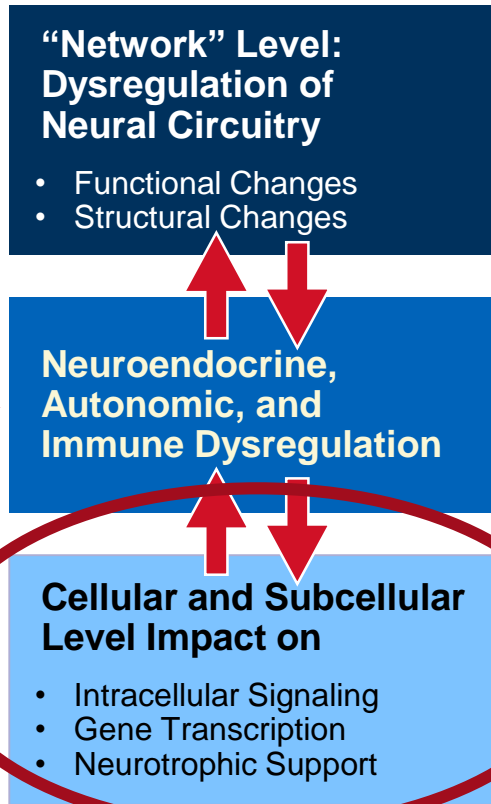 “Network” Level:
Dysregulation of
Neural Circuitry
• Functional Changes
• Structural Changes
Neuroendocrine,
Autonomic, and
Immune Dysregulation
Cellular and Subcellular
Level Impact on
• Intracellular Signaling
• Gene Transcription
• Neurotrophic Support